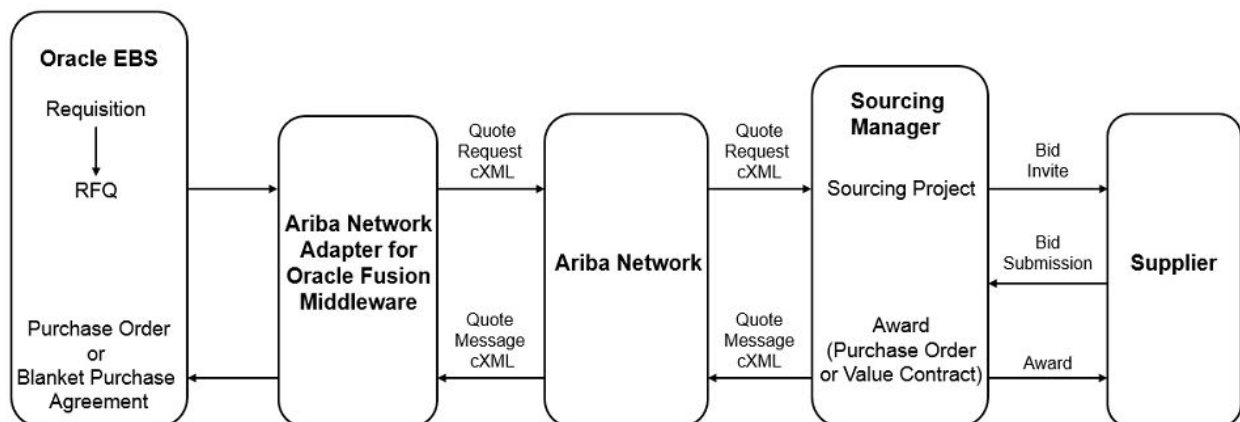 Oracle EBS
Requisition
RFQ
Purchase Order
or
Blanket Purchase
Agreement
Ariba Network
Adapter for
Oracle Fusion
Middleware
Quote
Request
cXML
Quote
Message
cXML
Ariba Network
Quote
Request
cXML
Quote
Message
cXML
Sourcing
Manager
Sourcing Project
Award
(Purchase Order
or Value Contract)
Bid
Invite
Bid
Submission
Award
Supplier